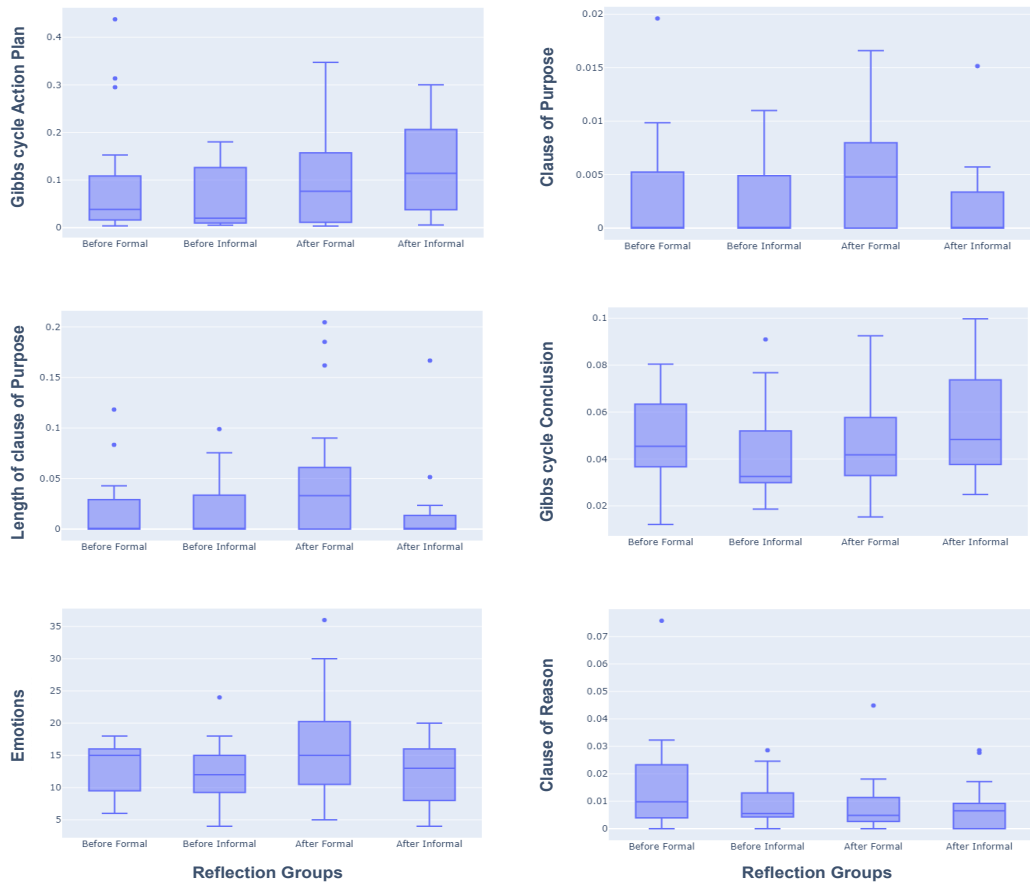 Gibbs cycle Action Plan
0.4
0.3
0.2
0.1
0
Before Formal Before Informal After Formal After Informal
Clause of Purpose
0.02
0.015
0.01
0.005
0
Before Formal Before Informal After Formal After Informal
Length of clause of Purpose
0.2
0.15
0.1
0.05
0
Before Formal Before Informal After Formal After Informal
Gibbs cycle Conclusion
0.1
0.08
0.06
0.04
0.02
Before Formal Before Informal After Formal After Informal
Emotions
35
30
25
20
15
10
5
Before Formal Before Informal After Formal After Informal
Reflection Groups
Clause of Reason
0.07
0.06
0.05
0.04
0.03
0.02
0.01
0
Before Formal Before Informal After Formal After Informal
Reflection Groups